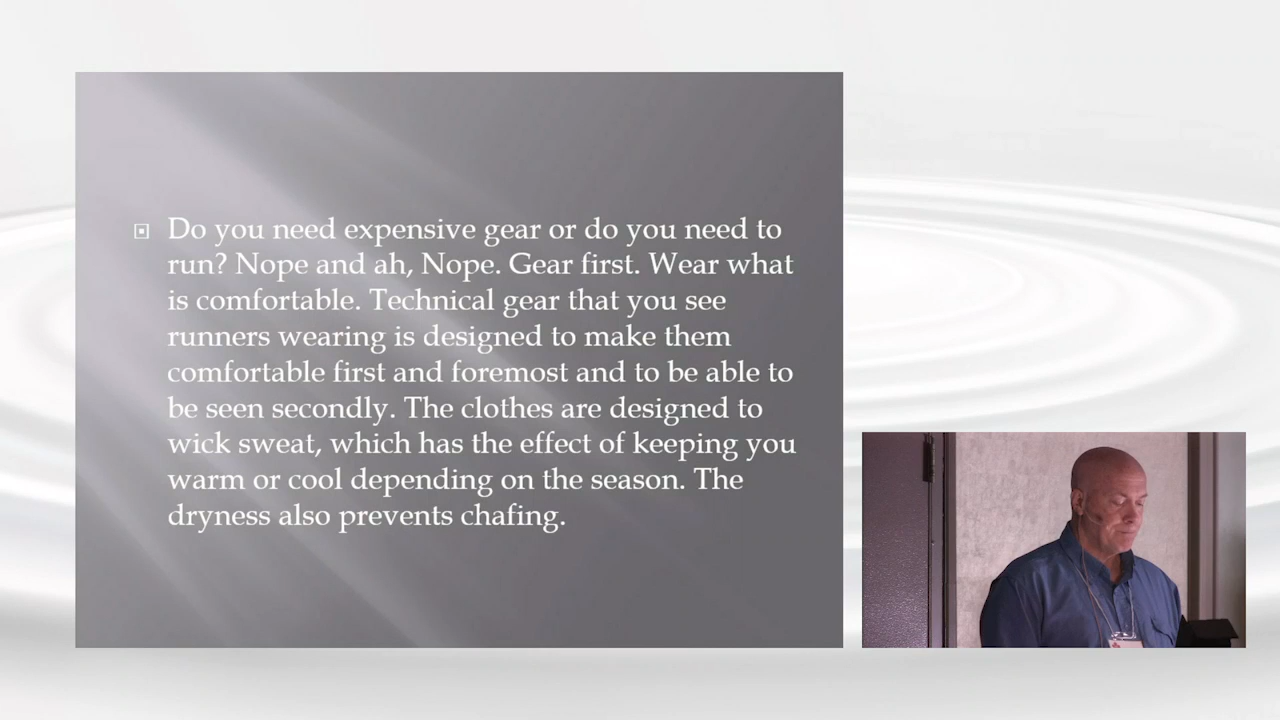 Do you need expensive gear or do you need to
run? Nope and ah, Nope. Gear first. Wear what
is comfortable. Technical gear that you see
runners wearing is designed to make them
comfortable first and foremost and to be able to
be seen secondly. The clothes are designed to
wick sweat, which has the effect of keeping you
warm or cool depending on the season. The
dryness also prevents chafing.